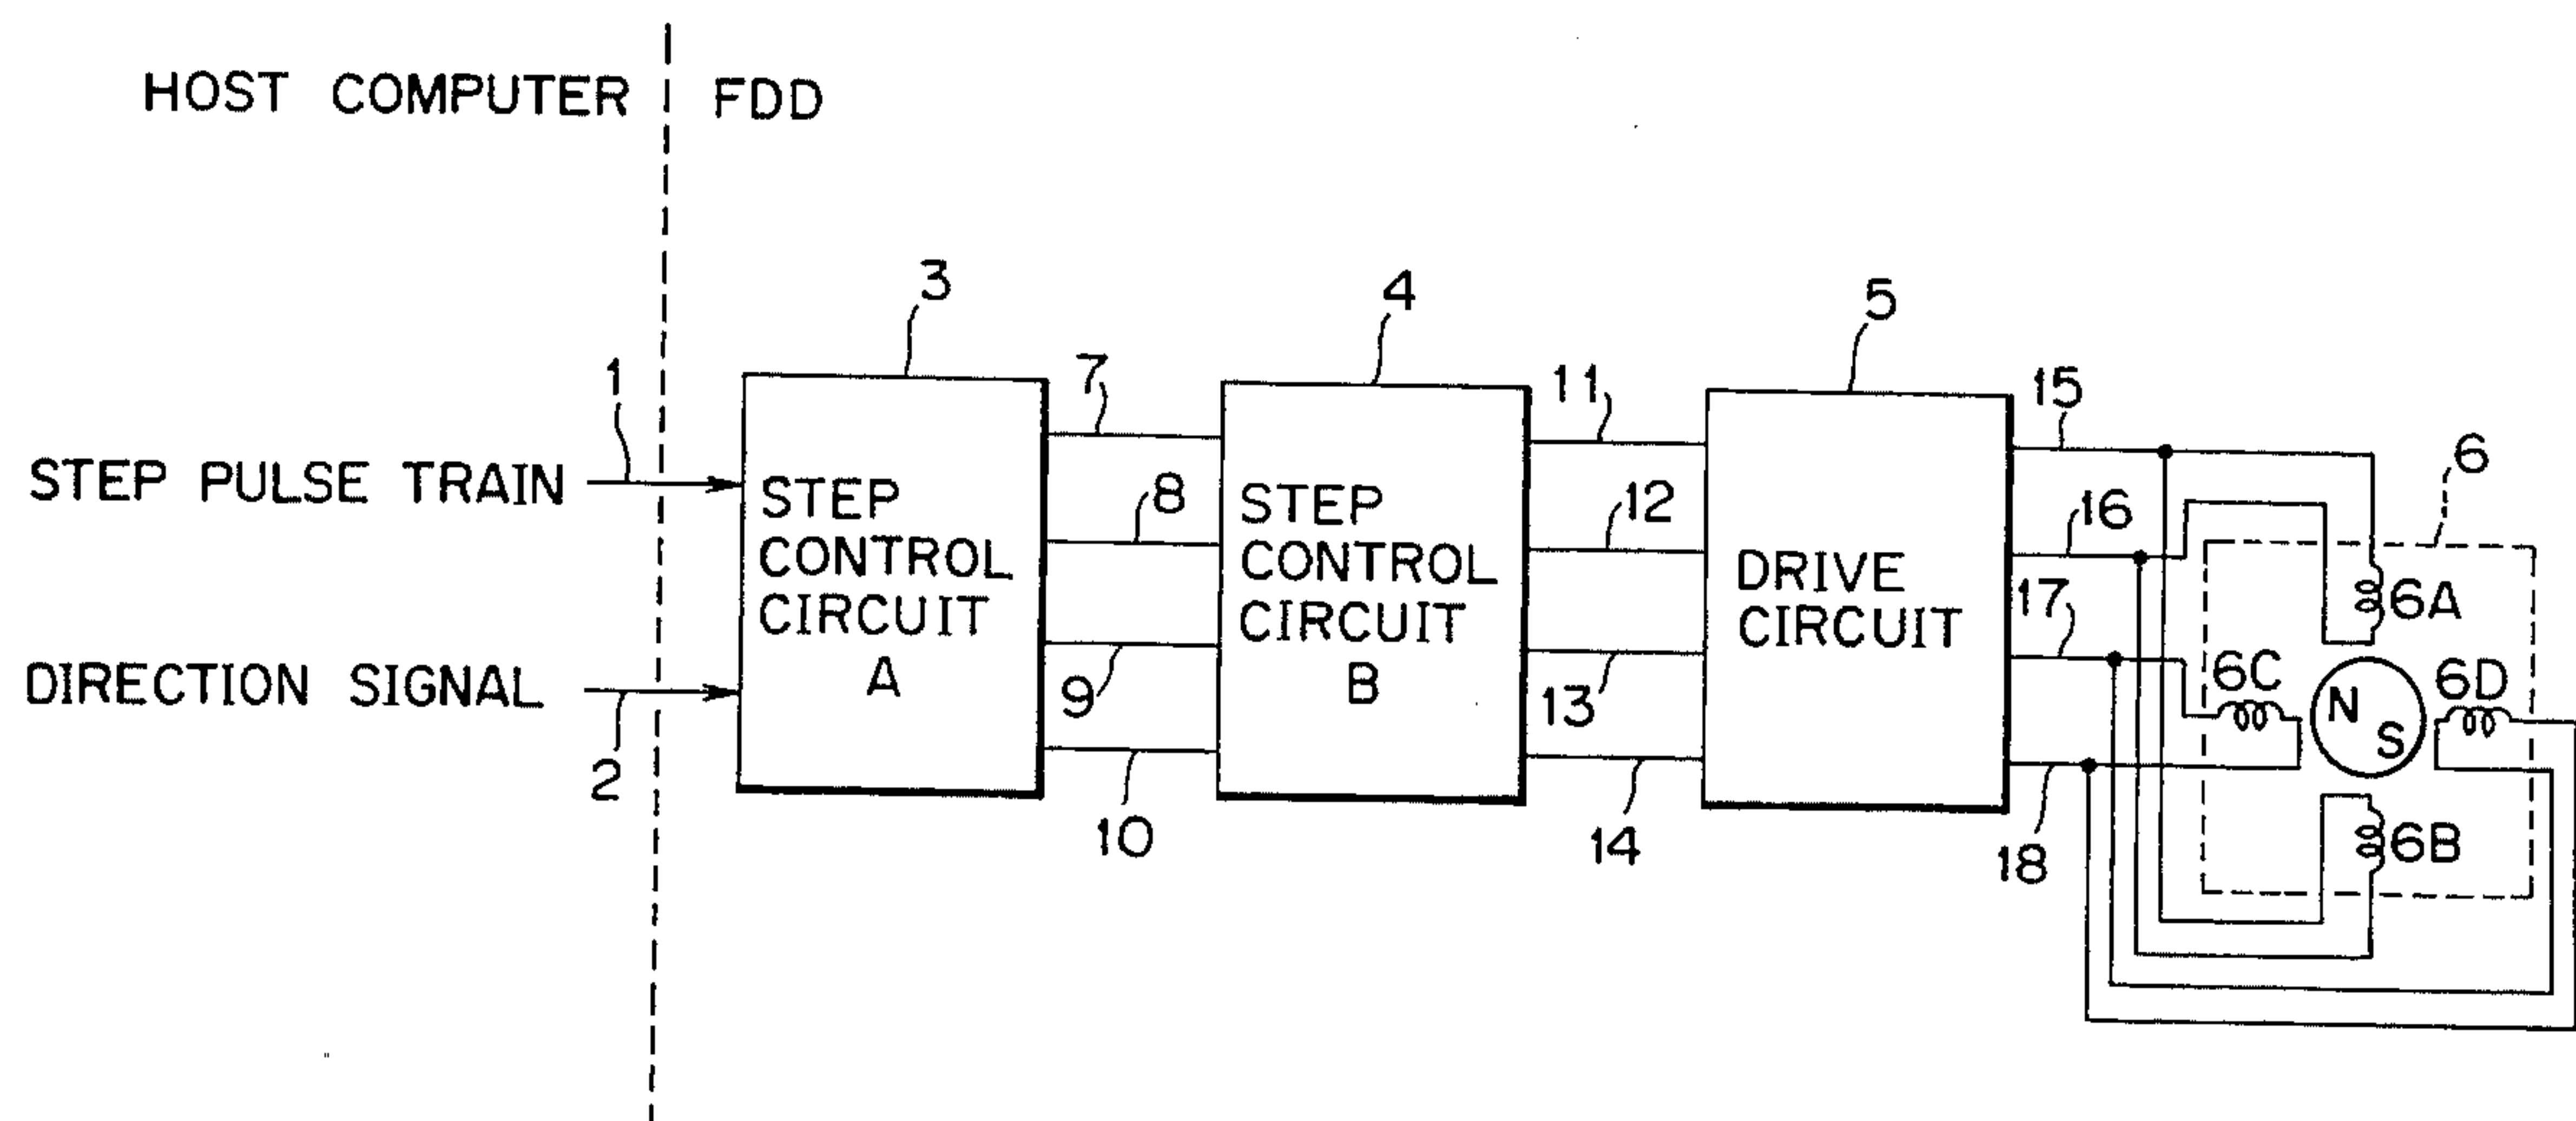 HOST COMPUTER FDD
3
4
5
1
7
11
15
6
STEP PULSE TRAIN
8
12
16
STEP
CONTROL
CIRCUIT
A
STEP
CONTROL
CIRCUIT
B
DRIVE
CIRCUIT
17
6A
6C
6D
N
S
DIRECTION SIGNAL
2
9
10
13
14
18
6B